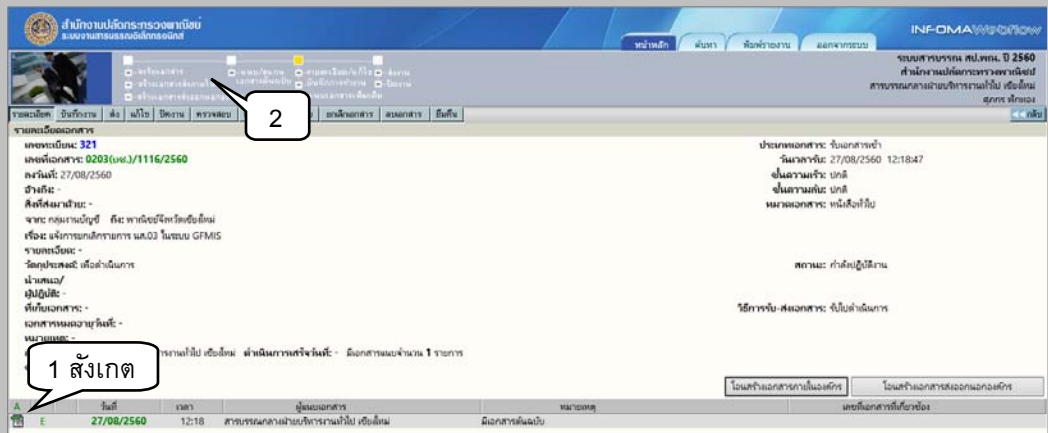 สำนักงานปลัดกระทรวงพาณิชย์
ระบบงานสารบรรณอิเล็กทรอนิกส์
INFOMA Webflow
หน้าหลัก ค้นหา พิมพ์รายงาน ออกจากระบบ
ระบบสารบรรณ สป.พณ. ปี 2560
สำนักงานปลัดกระทรวงพาณิชย์
สารบรรณกลางฝ่ายบริหารงานทั่วไป เชียงใหม่
ศุภกร ฟักเอง
2
รายละเอียด บันทึกงาน ส่ง แก้ไข ปิดงาน ตรวจสอบ ยกเลิกเอกสาร ลบเอกสาร ยืมคืน << กลับ
รายละเอียดเอกสาร
เลขทะเบียน: 321 ประเภทเอกสาร: รับเอกสารเข้า
เลขที่เอกสาร: 0203(บช.)/1116/2560 วันเวลารับ: 27/08/2560 12:18:47
ลงวันที่: 27/08/2560 ชั้นความเร็ว: ปกติ
อ้างถึง: - ชั้นความลับ: ปกติ
สิ่งที่ส่งมาด้วย: - หมวดเอกสาร: หนังสือทั่วไป
จาก: กลุ่มงานบัญชี ถึง: พาณิชย์จังหวัดเชียงใหม่
เรื่อง: แจ้งการยกเลิกรายการ นส.03 ในระบบ GFMIS
รายละเอียด: -
วัตถุประสงค์: เพื่อดำเนินการ สถานะ: กำลังปฏิบัติงาน
นำเสนอ/
ผู้ปฏิบัติ: -
ที่เก็บเอกสาร: - วิธีการรับ-ส่งเอกสาร: รับไปดำเนินการ
เอกสารหมดอายุวันที่: -
หมายเหตุ: -
รงานทั่วไป เชียงใหม่ ดำเนินการเสร็จวันที่: - มีเอกสารแนบจำนวน 1 รายการ
1 สังเกต
โอนสร้างเอกสารภายในองค์กร โอนสร้างเอกสารส่งออกนอกองค์กร
A วันที่ เวลา ผู้แนบเอกสาร หมายเหตุ เลขที่เอกสารที่เกี่ยวข้อง
E 27/08/2560 12:18 สารบรรณกลางฝ่ายบริหารงานทั่วไป เชียงใหม่ มีเอกสารต้นฉบับ